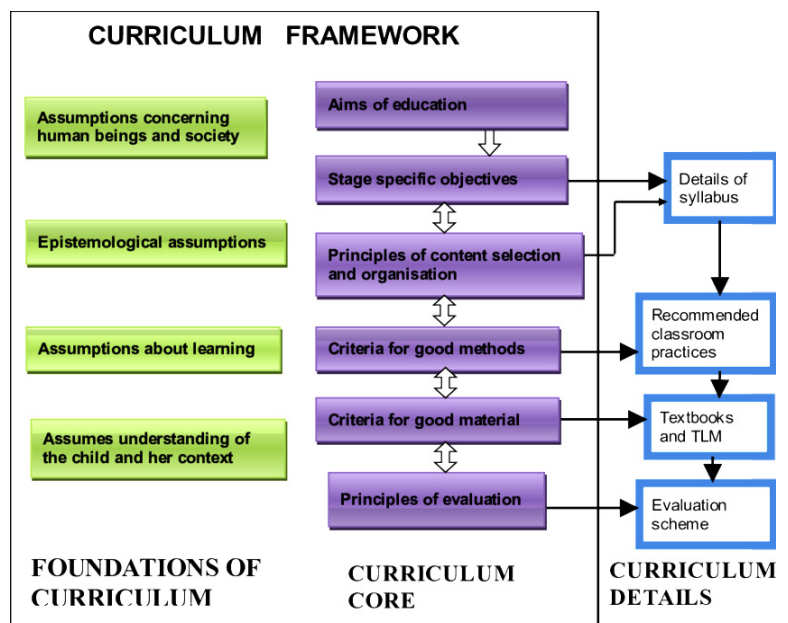 CURRICULUM FRAMEWORK
Assumptions concerning
human beings and society
Epistemological assumptions
Assumptions about learning
Assumes understanding of
the child and her context
FOUNDATIONS OF
CURRICULUM
Aims of education
Stage specific objectives
Principles of content selection
and organisation
Criteria for good methods
Criteria for good material
Principles of evaluation
CURRICULUM
CORE
Details of
syllabus
Recommended
classroom
practices
Textbooks
and TLM
Evaluation
scheme
CURRICULUM
DETAILS